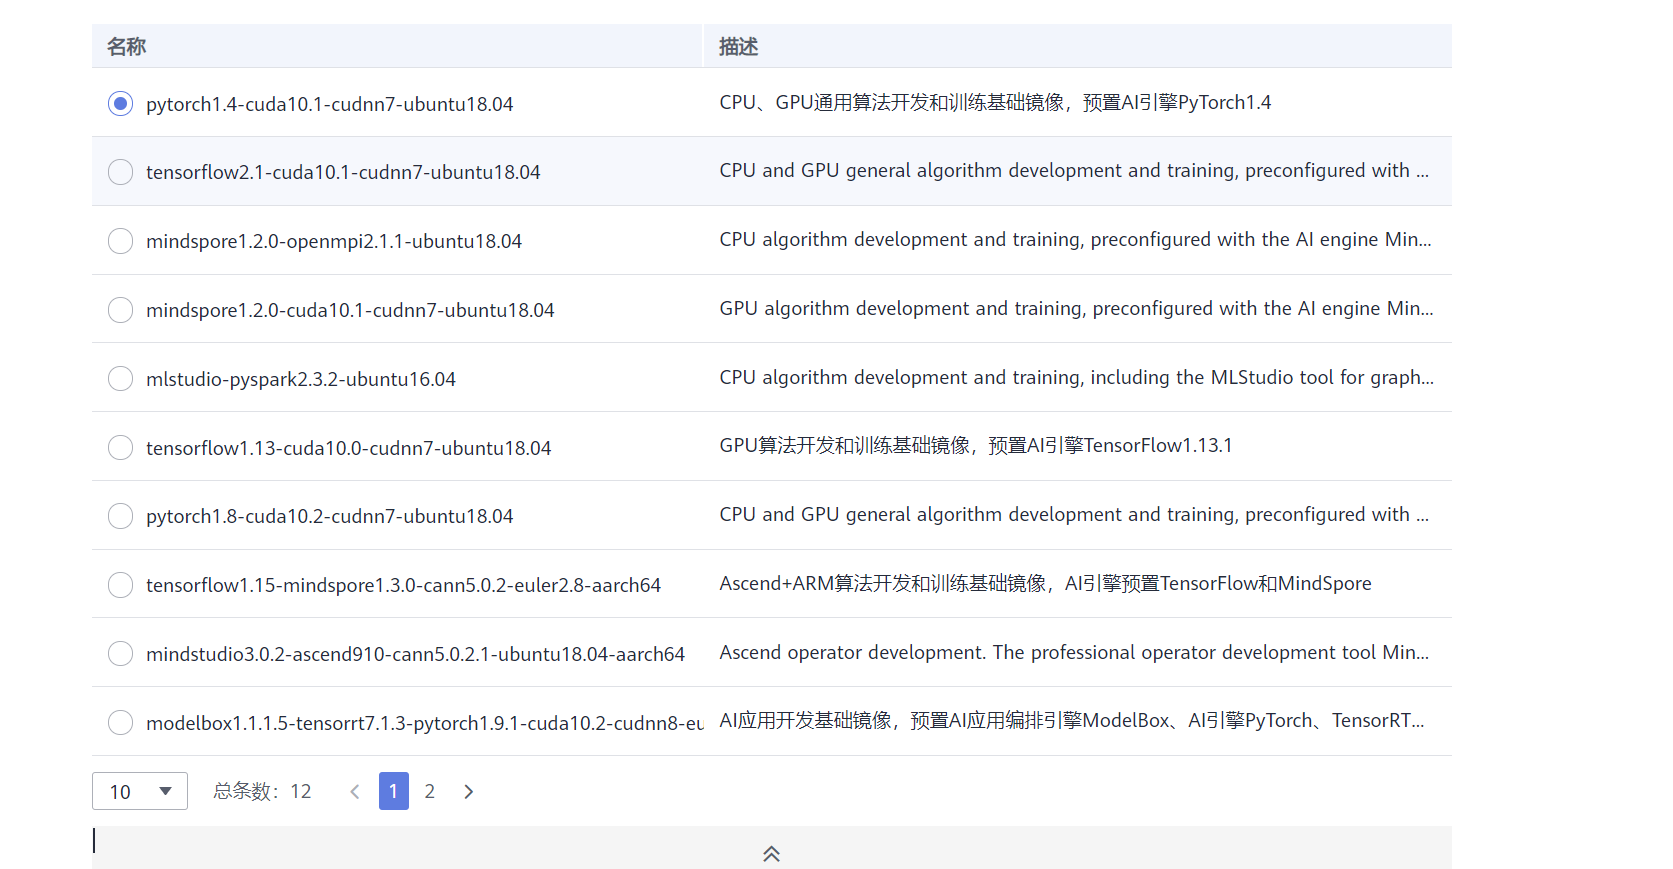 名称 描述
pytorch1.4-cuda10.1-cudnn7-ubuntu18.04 CPU、GPU通用算法开发和训练基础镜像，预置AI引擎PyTorch1.4
tensorflow2.1-cuda10.1-cudnn7-ubuntu18.04 CPU and GPU general algorithm development and training, preconfigured with ...
mindspore1.2.0-openmpi2.1.1-ubuntu18.04 CPU algorithm development and training, preconfigured with the AI engine Min...
mindspore1.2.0-cuda10.1-cudnn7-ubuntu18.04 GPU algorithm development and training, preconfigured with the AI engine Min...
mlstudio-pyspark2.3.2-ubuntu16.04 CPU algorithm development and training, including the MLStudio tool for graph...
tensorflow1.13-cuda10.0-cudnn7-ubuntu18.04 GPU算法开发和训练基础镜像，预置AI引擎TensorFlow1.13.1
pytorch1.8-cuda10.2-cudnn7-ubuntu18.04 CPU and GPU general algorithm development and training, preconfigured with ...
tensorflow1.15-mindspore1.3.0-cann5.0.2-euler2.8-aarch64 Ascend+ARM算法开发和训练基础镜像，AI引擎预置TensorFlow和MindSpore
mindstudio3.0.2-ascend910-cann5.0.2.1-ubuntu18.04-aarch64 Ascend operator development. The professional operator development tool Min...
modelbox1.1.1.5-tensorrt7.1.3-pytorch1.9.1-cuda10.2-cudnn8-eu AI应用开发基础镜像，预置AI应用编排引擎ModelBox、AI引擎PyTorch、TensorRT...
10 总条数：12 1 2